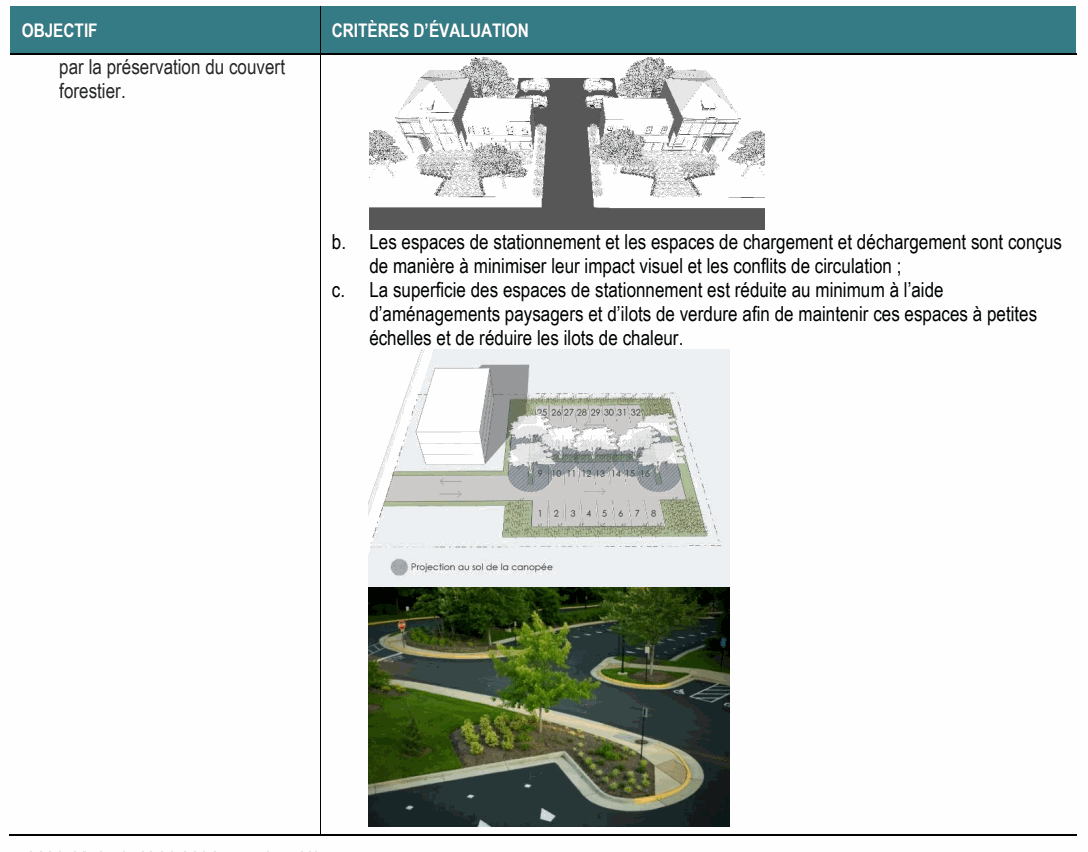 OBJECTIF
CRITÈRES D'ÉVALUATION
par la préservation du couvert
forestier.
b. Les espaces de stationnement et les espaces de chargement et déchargement sont conçus
de manière à minimiser leur impact visuel et les conflits de circulation ;
c. La superficie des espaces de stationnement est réduite au minimum à l'aide
d'aménagements paysagers et d'ilots de verdure afin de maintenir ces espaces à petites
échelles et de réduire les ilots de chaleur.
25 26 27 28 29 30 31 32
9 10 11 12 13 14 15 16
1 2 3 4 5 6 7 8
Projection au sol de la canopée